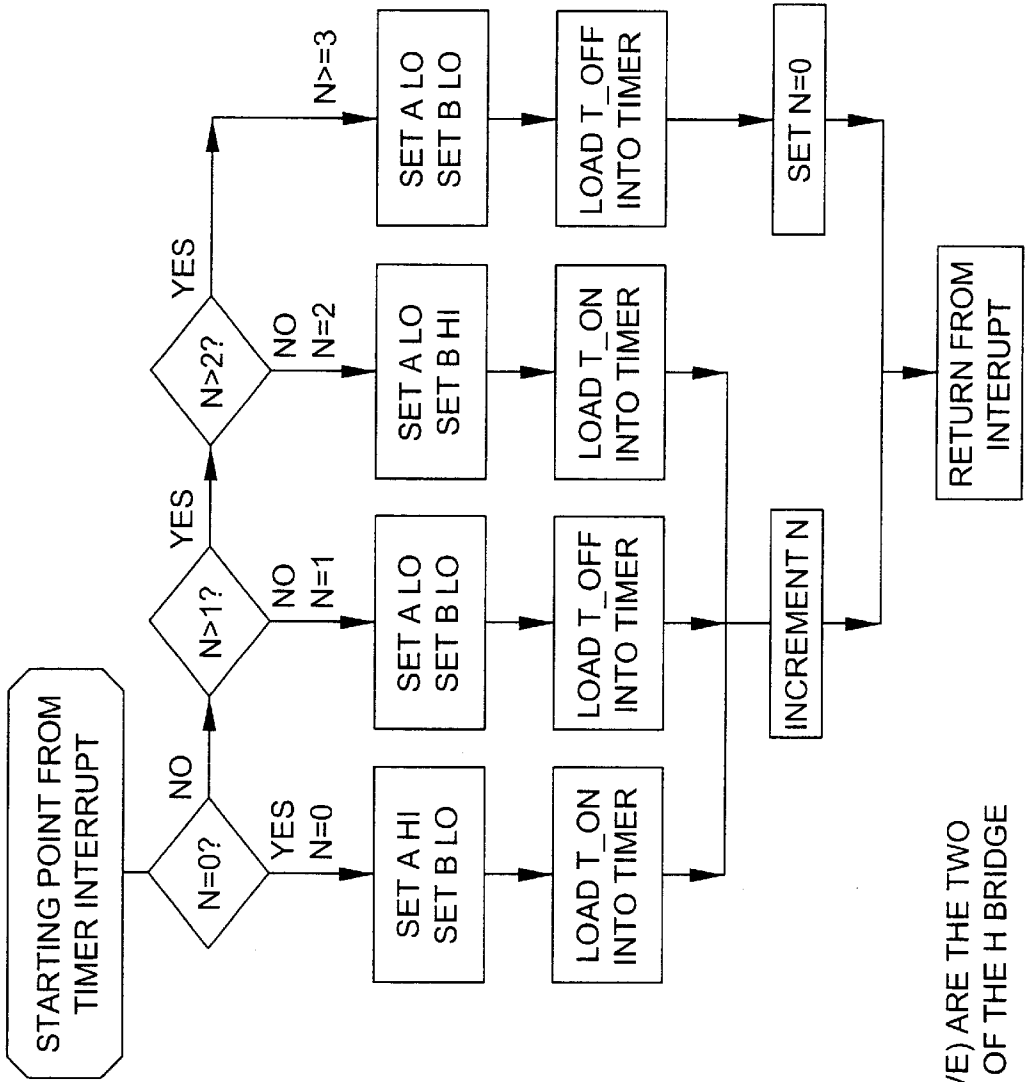 STARTING POINT FROM
TIMER INTERRUPT
N=0?
NO
N>1?
YES
N>2?
YES
YES
N=0
NO
N=1
NO
N=2
N>=3
SET A HI
SET B LO
SET A LO
SET B LO
SET A LO
SET B HI
SET A LO
SET B LO
LOAD T_ON
INTO TIMER
LOAD T_OFF
INTO TIMER
LOAD T_ON
INTO TIMER
LOAD T_OFF
INTO TIMER
INCREMENT N
SET N=0
RETURN FROM
INTERUPT
ARE THE TWO
OF THE H BRIDGE